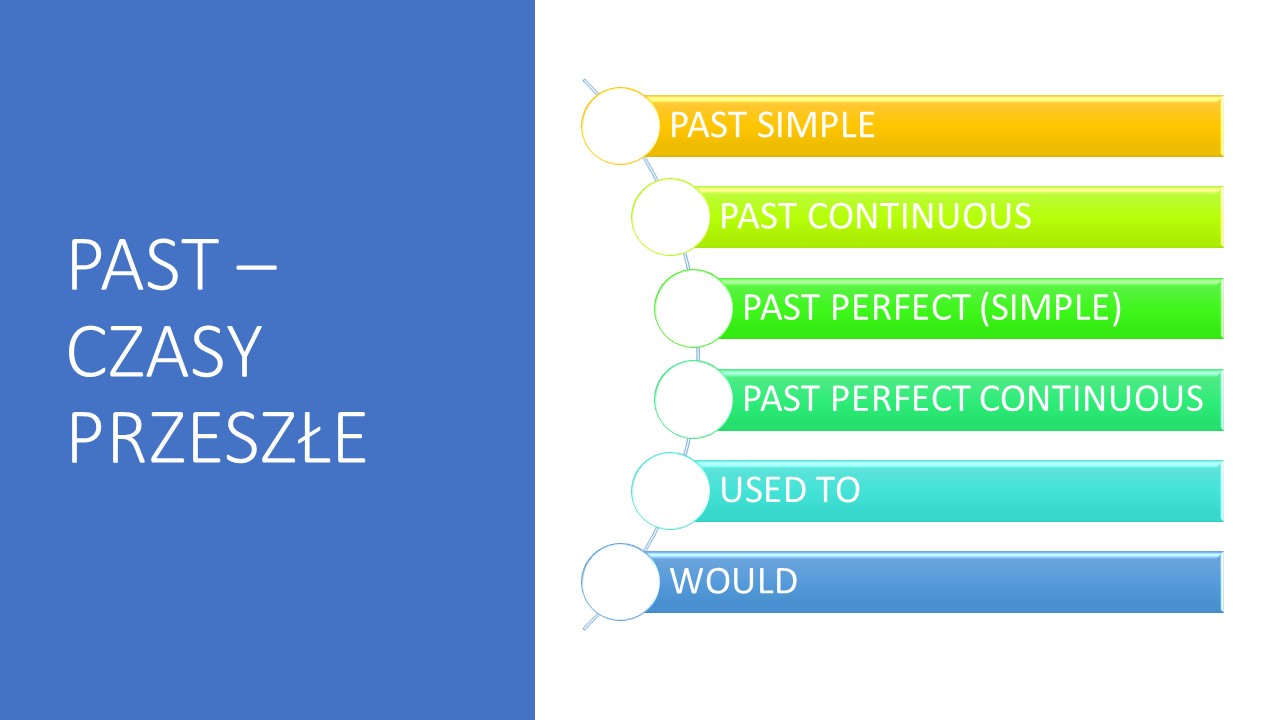 PAST –
CZASY
PRZESZŁE
PAST SIMPLE
PAST CONTINUOUS
PAST PERFECT (SIMPLE)
PAST PERFECT CONTINUOUS
USED TO
WOULD